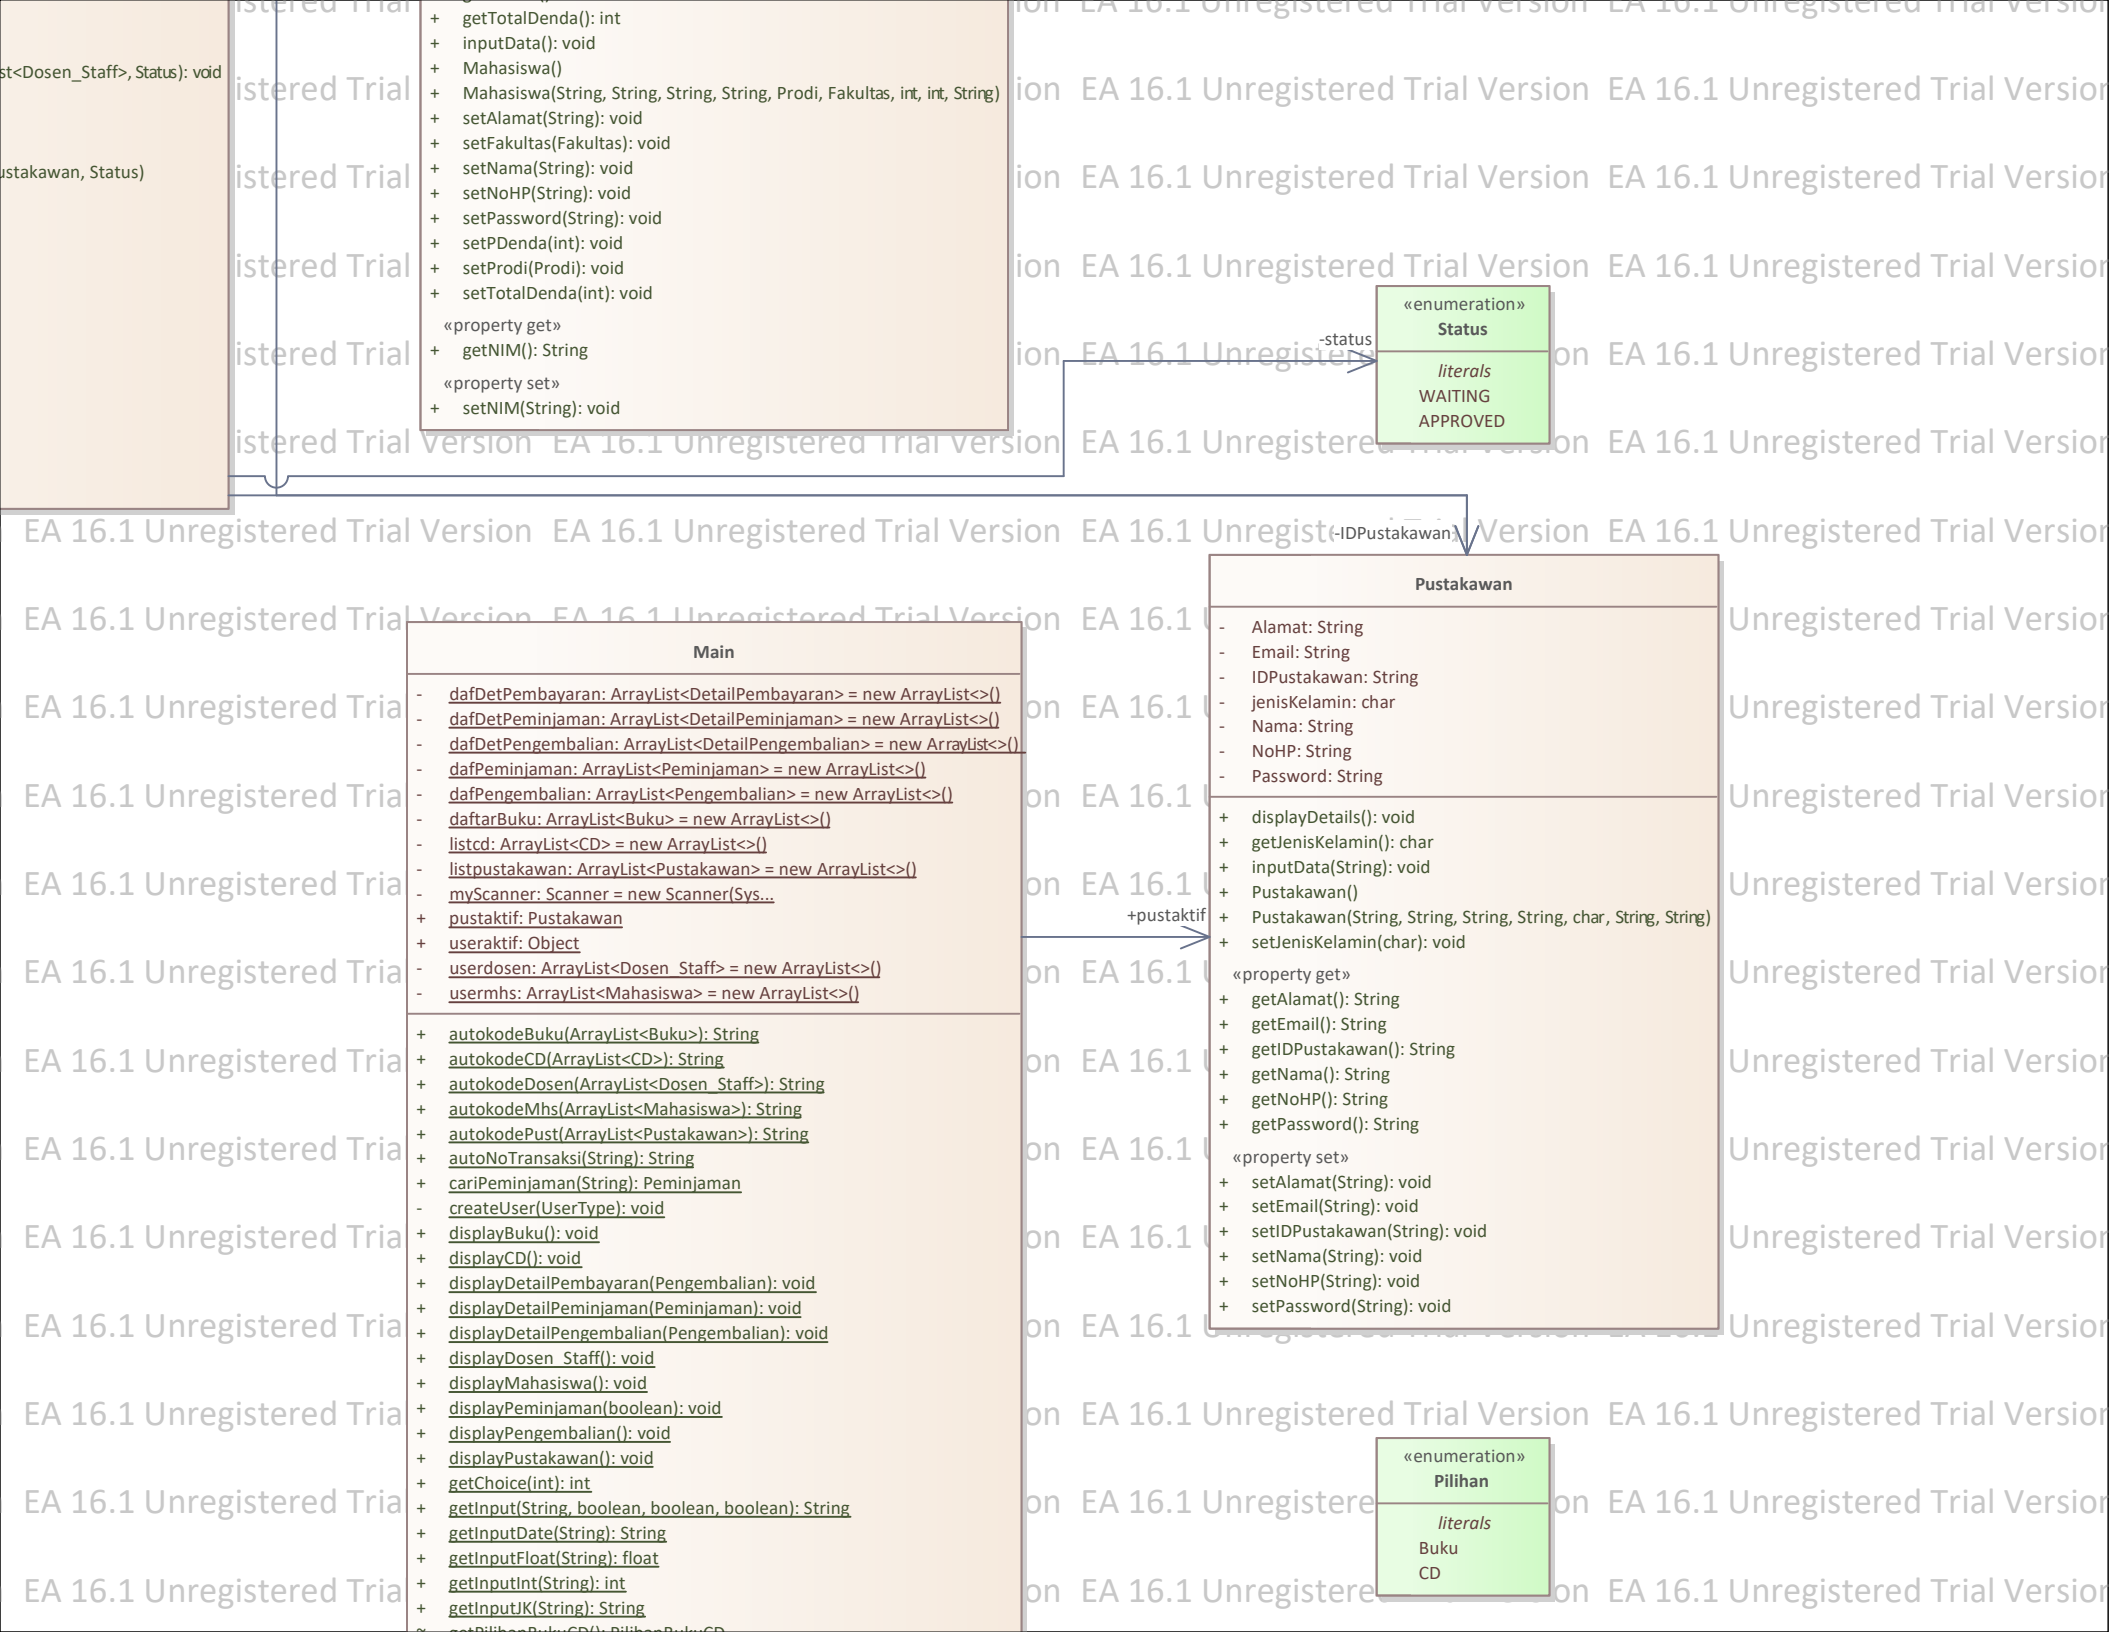 st<Dosen_Staff>, Status): void
ustakawan, Status)
+ getTotalDenda(): int
+ inputData(): void
+ Mahasiswa()
+ Mahasiswa(String, String, String, String, Prodi, Fakultas, int, int, String)
+ setAlamat(String): void
+ setFakultas(Fakultas): void
+ setNama(String): void
+ setNoHP(String): void
+ setPassword(String): void
+ setPDenda(int): void
+ setProdi(Prodi): void
+ setTotalDenda(int): void
«property get»
+ getNIM(): String
«property set»
+ setNIM(String): void
-status
«enumeration»
Status
literals
WAITING
APPROVED
-IDPustakawan
Main
- dafDetPembayaran: ArrayList<DetailPembayaran> = new ArrayList<>()
- dafDetPeminjaman: ArrayList<DetailPeminjaman> = new ArrayList<>()
- dafDetPengembalian: ArrayList<DetailPengembalian> = new ArrayList<>()
- dafPeminjaman: ArrayList<Peminjaman> = new ArrayList<>()
- dafPengembalian: ArrayList<Pengembalian> = new ArrayList<>()
- daftarBuku: ArrayList<Buku> = new ArrayList<>()
- listcd: ArrayList<CD> = new ArrayList<>()
- listpustakawan: ArrayList<Pustakawan> = new ArrayList<>()
- myScanner: Scanner = new Scanner(Sys...
+ pustaktif: Pustakawan
+ useraktif: Object
- userdosen: ArrayList<Dosen_Staff> = new ArrayList<>()
- usermhs: ArrayList<Mahasiswa> = new ArrayList<>()
+ autokodeBuku(ArrayList<Buku>): String
+ autokodeCD(ArrayList<CD>): String
+ autokodeDosen(ArrayList<Dosen_Staff>): String
+ autokodeMhs(ArrayList<Mahasiswa>): String
+ autokodePust(ArrayList<Pustakawan>): String
+ autoNoTransaksi(String): String
+ cariPeminjaman(String): Peminjaman
- createUser(UserType): void
+ displayBuku(): void
+ displayCD(): void
+ displayDetailPembayaran(Pengembalian): void
+ displayDetailPeminjaman(Peminjaman): void
+ displayDetailPengembalian(Pengembalian): void
+ displayDosen_Staff(): void
+ displayMahasiswa(): void
+ displayPeminjaman(boolean): void
+ displayPengembalian(): void
+ displayPustakawan(): void
+ getChoice(int): int
+ getInput(String, boolean, boolean, boolean): String
+ getInputDate(String): String
+ getInputFloat(String): float
+ getInputInt(String): int
+ getInputJK(String): String
+pustaktif
Pustakawan
- Alamat: String
- Email: String
- IDPustakawan: String
- jenisKelamin: char
- Nama: String
- NoHP: String
- Password: String
+ displayDetails(): void
+ getJenisKelamin(): char
+ inputData(String): void
+ Pustakawan()
+ Pustakawan(String, String, String, String, char, String, String)
+ setJenisKelamin(char): void
«property get»
+ getAlamat(): String
+ getEmail(): String
+ getIDPustakawan(): String
+ getNama(): String
+ getNoHP(): String
+ getPassword(): String
«property set»
+ setAlamat(String): void
+ setEmail(String): void
+ setIDPustakawan(String): void
+ setNama(String): void
+ setNoHP(String): void
+ setPassword(String): void
«enumeration»
Pilihan
literals
Buku
CD
EA 16.1 Unregistered Trial Version